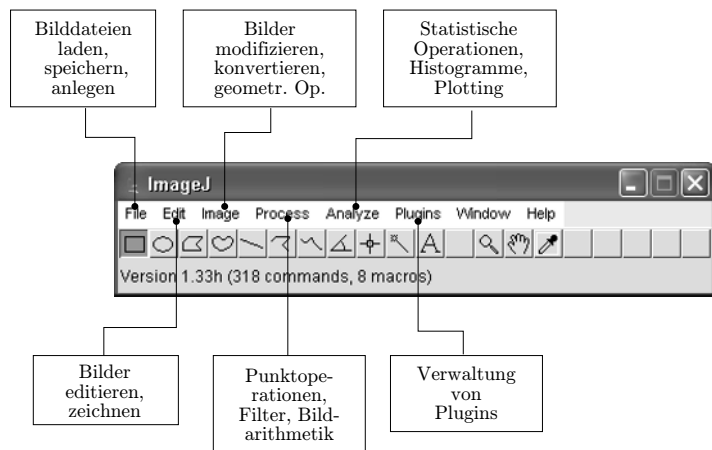 Bilddateien
laden,
speichern,
anlegen
Bilder
modifizieren,
konvertieren,
geometr. Op.
Statistische
Operationen,
Histogramme,
Plotting
ImageJ
File Edit Image Process Analyze Plugins Window Help
A
Version 1.33h (318 commands, 8 macros)
Bilder
editieren,
zeichnen
Punktope-
rationen,
Filter, Bild-
arithmetik
Verwaltung
von
Plugins